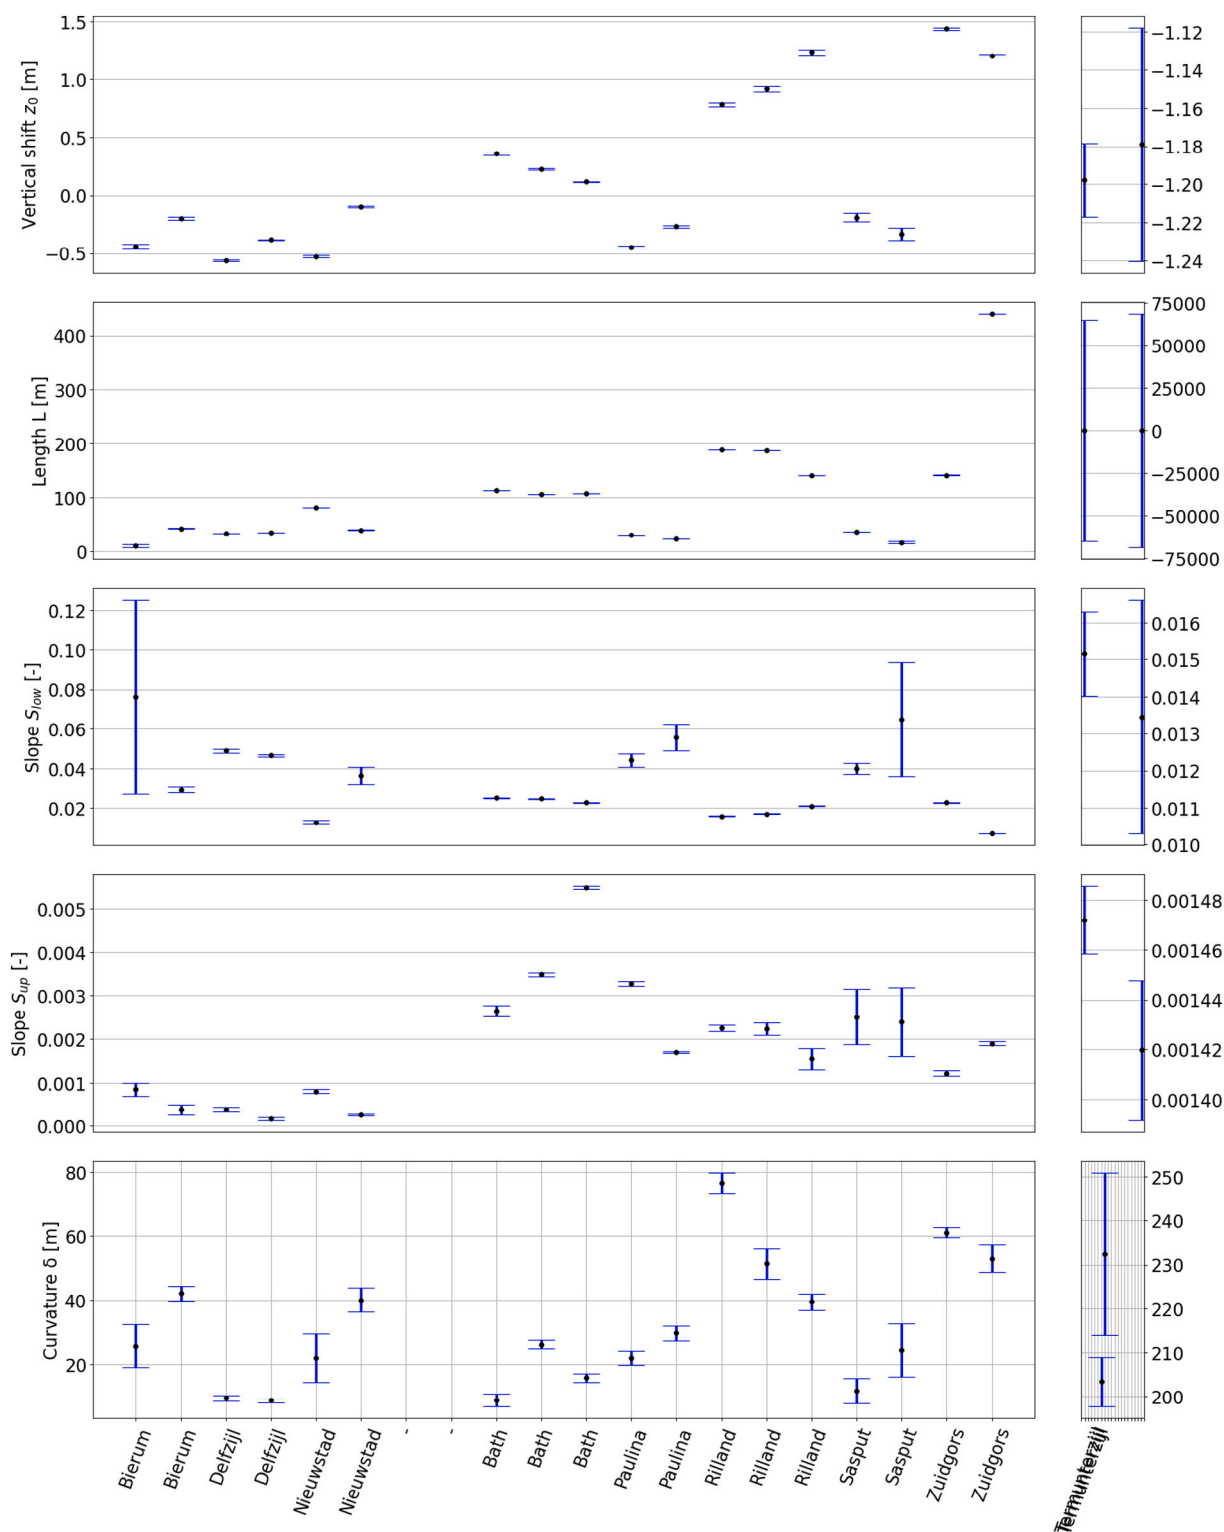 Vertical shift z0 [m]
1.5
1.0
0.5
0.0
−0.5
−1.12
−1.14
−1.16
−1.18
−1.20
−1.22
−1.24
Length L [m]
400
300
200
100
0
75000
50000
25000
0
−25000
−50000
−75000
Slope Slow [-]
0.12
0.10
0.08
0.06
0.04
0.02
0.016
0.015
0.014
0.013
0.012
0.011
0.010
Slope Sup [-]
0.005
0.004
0.003
0.002
0.001
0.000
0.00148
0.00146
0.00144
0.00142
0.00140
Curvature δ [m]
80
60
40
20
250
240
230
220
210
200
Bierum
Bierum
Delfzijl
Delfzijl
Nieuwstad
Nieuwstad
-
-
Bath
Bath
Bath
Paulina
Paulina
Rilland
Rilland
Rilland
Sasput
Sasput
Zuidgors
Zuidgors
Termunterzijl
Termunterzijl